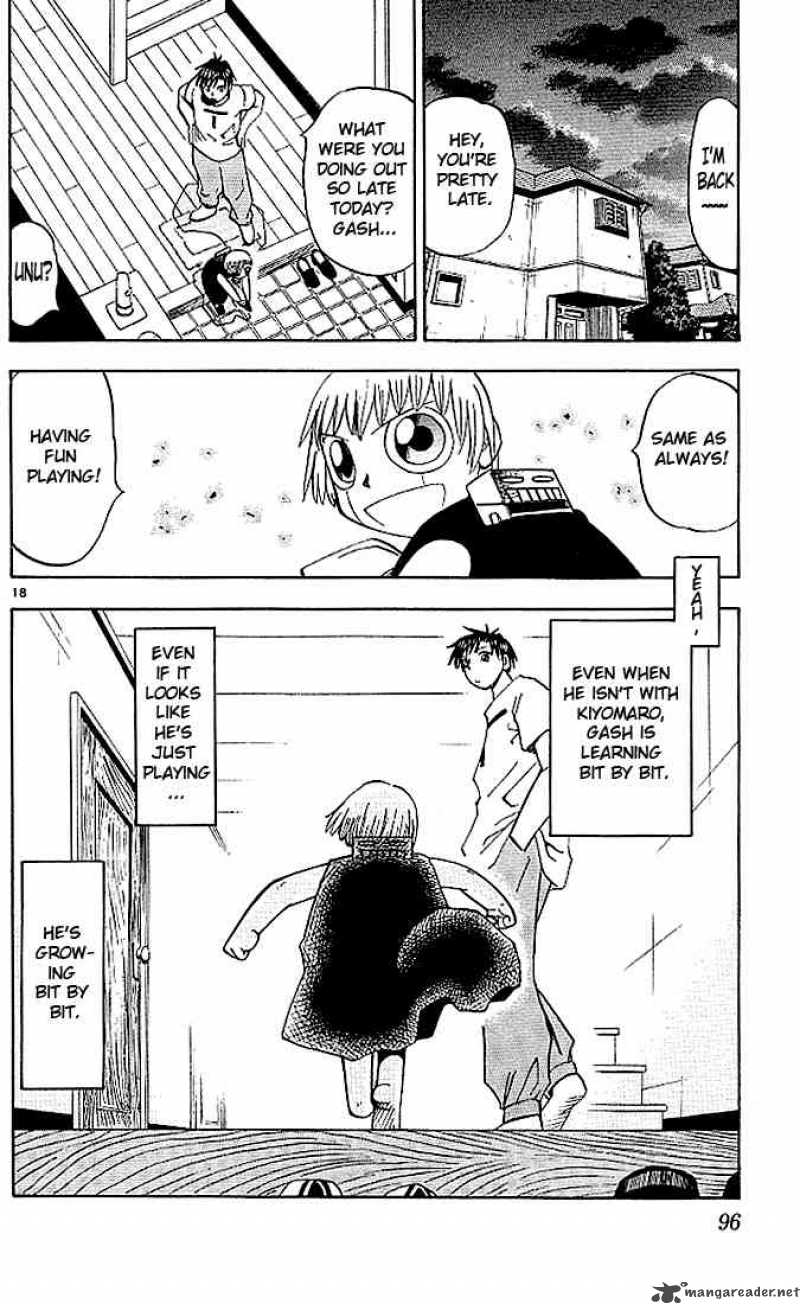 I'M
BACK
~~~~
HEY,
YOU'RE
PRETTY
LATE.
WHAT
WERE YOU
DOING OUT
SO LATE
TODAY?
GASH...
UNU?
SAME AS
ALWAYS!
HAVING
FUN
PLAYING!
18
YEAH,
EVEN WHEN
HE ISN'T WITH
KIYOMARO,
GASH IS
LEARNING
BIT BY BIT.
EVEN
IF IT
LOOKS
LIKE
HE'S
JUST
PLAYING
...
HE'S
GROW-
ING
BIT BY
BIT.
96
mangareader.net